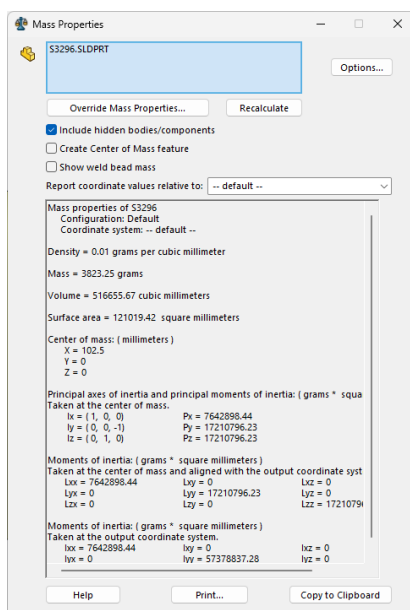 Mass Properties
S3296.SLDPRT
Options...
Override Mass Properties...
Recalculate
Include hidden bodies/components
Create Center of Mass feature
Show weld bead mass
Report coordinate values relative to: -- default --
Mass properties of S3296
Configuration: Default
Coordinate system: -- default --
Density = 0.01 grams per cubic millimeter
Mass = 3823.25 grams
Volume = 516655.67 cubic millimeters
Surface area = 121019.42 square millimeters
Center of mass: ( millimeters )
X = 102.5
Y = 0
Z = 0
Principal axes of inertia and principal moments of inertia: ( grams * squa
Taken at the center of mass.
Ix = ( 1, 0, 0) Px = 7642898.44
Iy = ( 0, 0, -1) Py = 17210796.23
Iz = ( 0, 1, 0) Pz = 17210796.23
Moments of inertia: ( grams * square millimeters )
Taken at the center of mass and aligned with the output coordinate syst
Lxx = 7642898.44 Lxy = 0 Lxz = 0
Lyx = 0 Lyy = 17210796.23 Lyz = 0
Lzx = 0 Lzy = 0 Lzz = 1721079
Moments of inertia: ( grams * square millimeters )
Taken at the output coordinate system.
Ixx = 7642898.44 Ixy = 0 Ixz = 0
Iyx = 0 Iyy = 57378837.28 Iyz = 0
Help
Print...
Copy to Clipboard